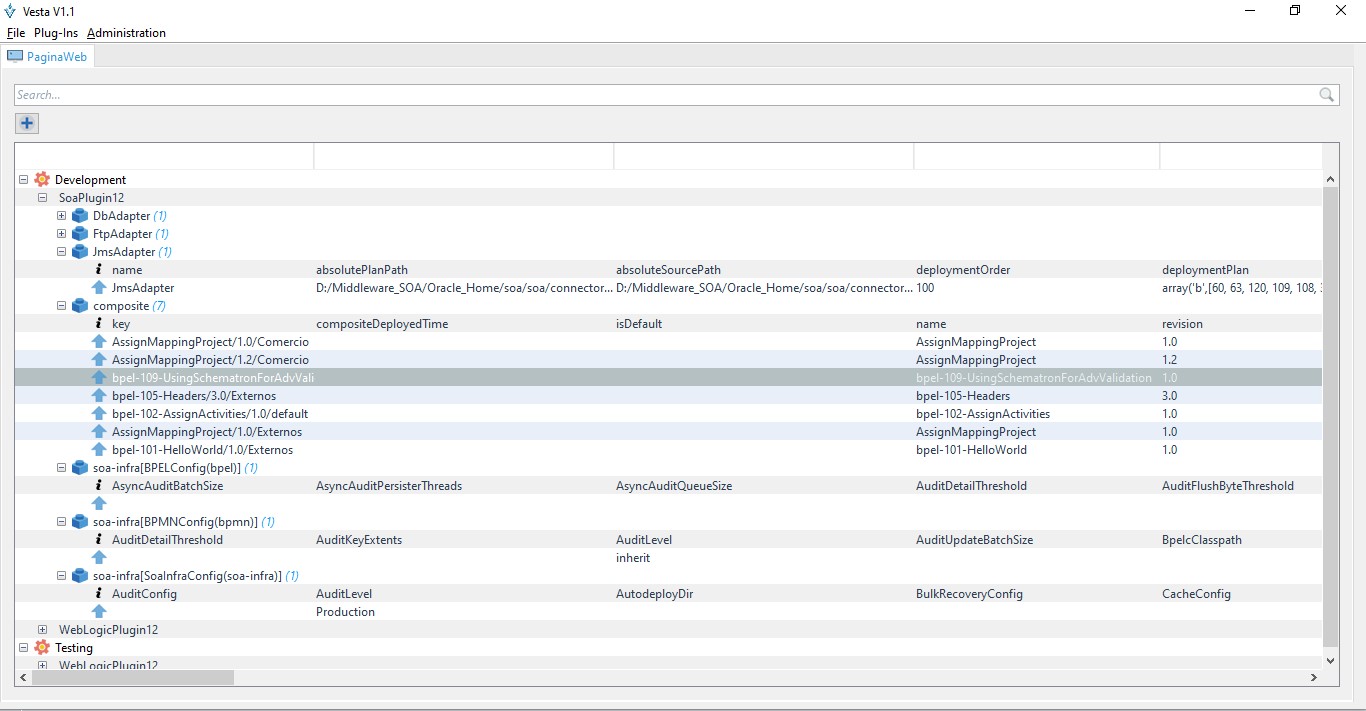 Vesta V1.1
File Plug-Ins Administration
PaginaWeb
Search...
Development
SoaPlugin12
DbAdapter (1)
FtpAdapter (1)
JmsAdapter (1)
name absolutePlanPath absoluteSourcePath deploymentOrder deploymentPlan
JmsAdapter D:/Middleware_SOA/Oracle_Home/soa/soa/connector... D:/Middleware_SOA/Oracle_Home/soa/soa/connector... 100 array('b',[60, 63, 120, 109, 108,
composite (7)
key compositeDeployedTime isDefault name revision
AssignMappingProject/1.0/Comercio AssignMappingProject 1.0
AssignMappingProject/1.2/Comercio AssignMappingProject 1.2
bpel-109-UsingSchematronForAdvVali bpel-109-UsingSchematronForAdvValidation 1.0
bpel-105-Headers/3.0/Externos bpel-105-Headers 3.0
bpel-102-AssignActivities/1.0/default bpel-102-AssignActivities 1.0
AssignMappingProject/1.0/Externos AssignMappingProject 1.0
bpel-101-HelloWorld/1.0/Externos bpel-101-HelloWorld 1.0
soa-infra[BPELConfig(bpel)] (1)
AsyncAuditBatchSize AsyncAuditPersisterThreads AsyncAuditQueueSize AuditDetailThreshold AuditFlushByteThreshold
soa-infra[BPMNConfig(bpmn)] (1)
AuditDetailThreshold AuditKeyExtents AuditLevel AuditUpdateBatchSize BpelcClasspath
inherit
soa-infra[SoaInfraConfig(soa-infra)] (1)
AuditConfig AuditLevel AutodeployDir BulkRecoveryConfig CacheConfig
Production
WebLogicPlugin12
Testing
WebLogicPlugin12